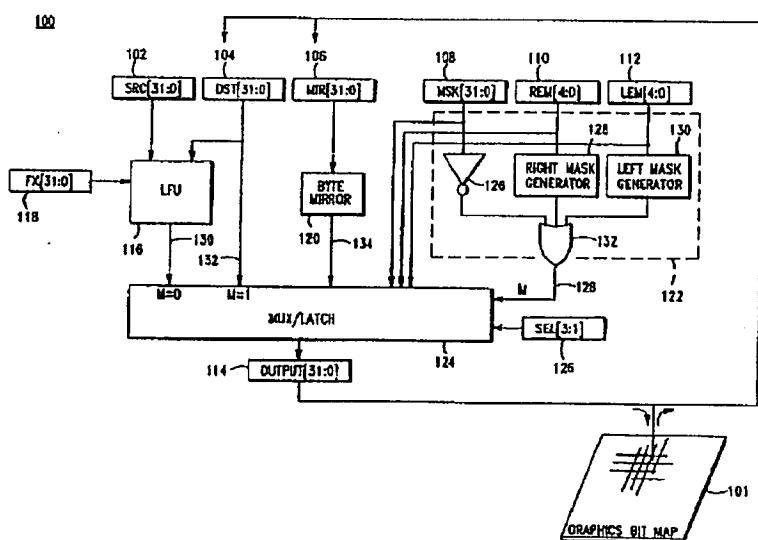 100
102
104
106
108
110
112
SRC[31:0]
DST[31:0]
MIR[31:0]
MSK[31:0]
REM[4:0]
LEM[4:0]
128
130
FX[31:0]
118
LFU
BYTE
MIRROR
126
RIGHT MASK
GENERATOR
LEFT MASK
GENERATOR
116
130
120
134
132
132
128
122
M=0
M=1
M
MUX/LATCH
SEL[3:1]
124
126
114
OUTPUT[31:0]
101
GRAPHICS BIT MAP